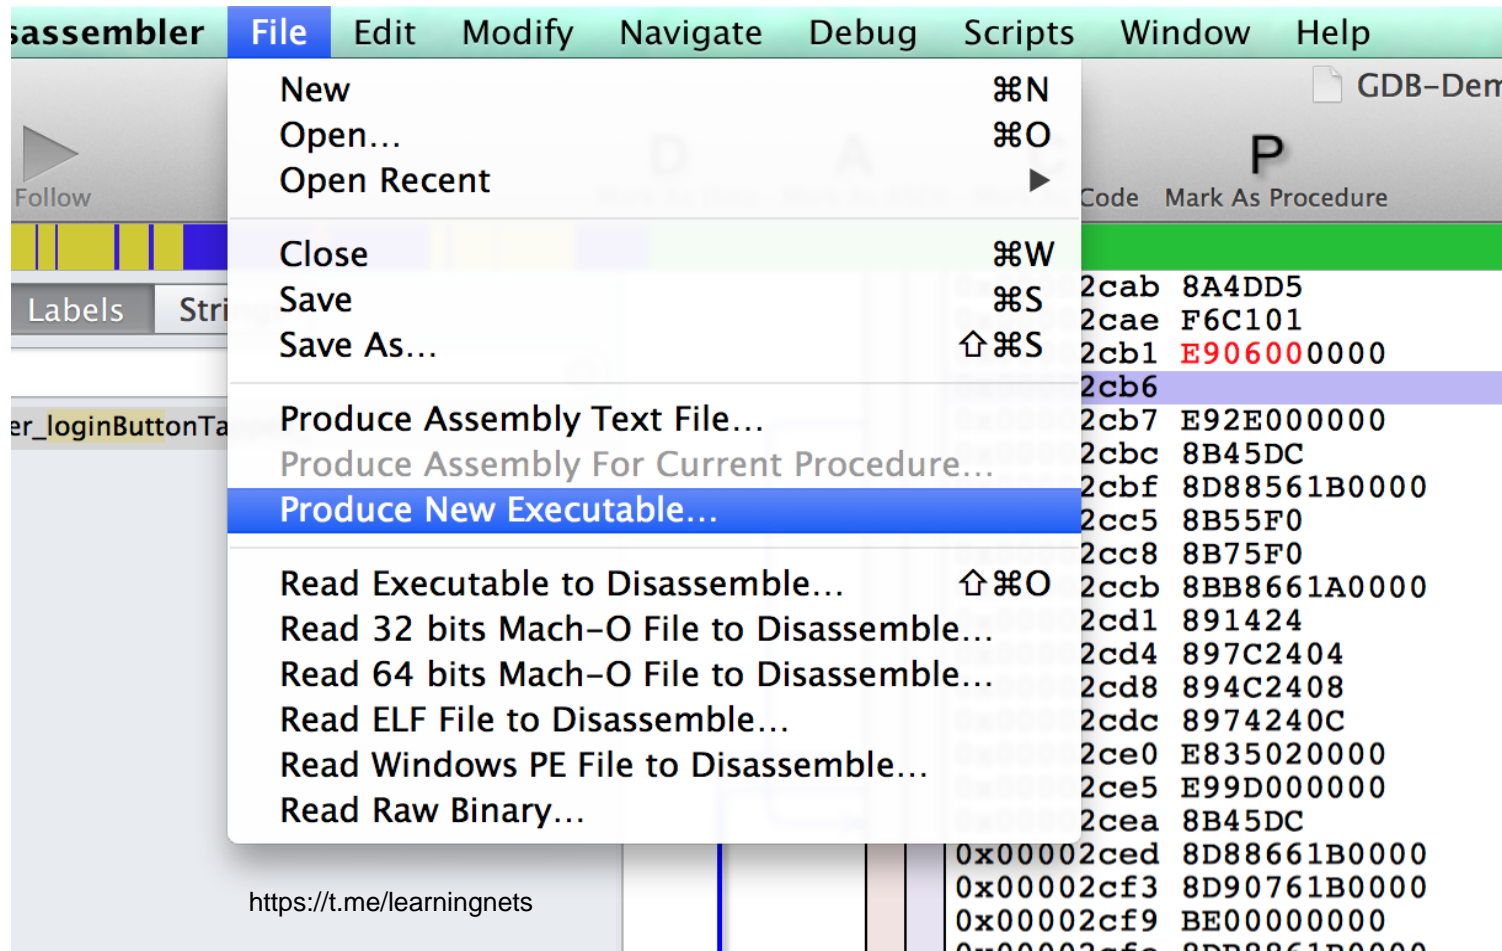 sassembler File Edit Modify Navigate Debug Scripts Window Help
GDB-Dem
New ⌘N
Open... ⌘O
Open Recent ▶
D A C P
Follow
Code Mark As Procedure
Close ⌘W
Save ⌘S
Save As... ⇧⌘S
Labels Stri
er_loginButtonTa
Produce Assembly Text File...
Produce Assembly For Current Procedure...
Produce New Executable...
Read Executable to Disassemble... ⇧⌘O
Read 32 bits Mach-O File to Disassemble...
Read 64 bits Mach-O File to Disassemble...
Read ELF File to Disassemble...
Read Windows PE File to Disassemble...
Read Raw Binary...
2cab 8A4DD5
2cae F6C101
2cb1 E906000000
2cb6
2cb7 E92E000000
2cbc 8B45DC
2cbf 8D88561B0000
2cc5 8B55F0
2cc8 8B75F0
2ccb 8BB8661A0000
2cd1 891424
2cd4 897C2404
2cd8 894C2408
2cdc 8974240C
2ce0 E835020000
2ce5 E99D000000
2cea 8B45DC
0x00002ced 8D88661B0000
0x00002cf3 8D90761B0000
0x00002cf9 BE00000000
https://t.me/learningnets